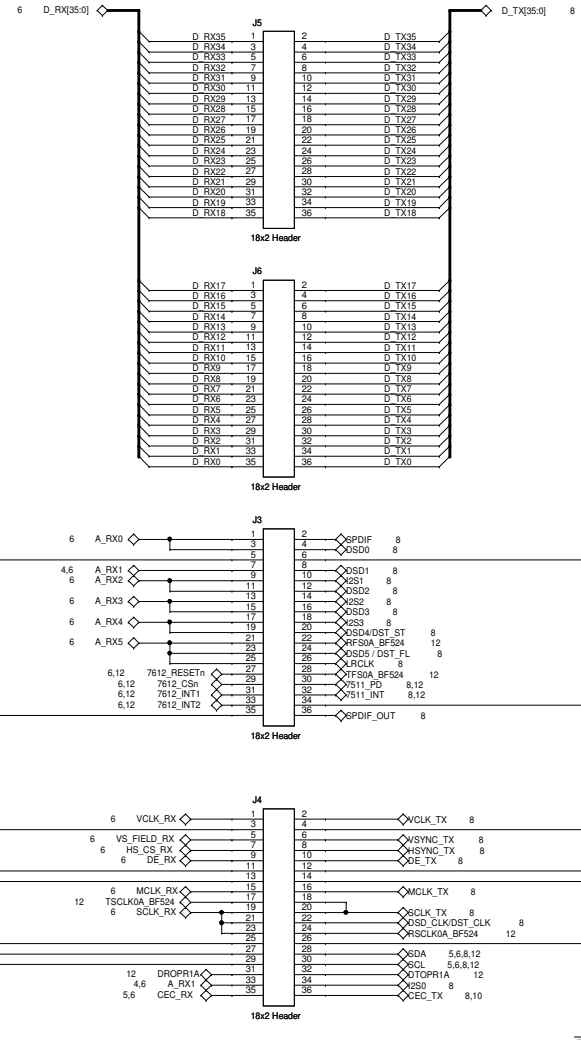 6 D_RX[35:0] D_TX[35:0] 8
J5
D_RX35 1 2 D_TX35
D_RX34 3 4 D_TX34
D_RX33 5 6 D_TX33
D_RX32 7 8 D_TX32
D_RX31 9 10 D_TX31
D_RX30 11 12 D_TX30
D_RX29 13 14 D_TX29
D_RX28 15 16 D_TX28
D_RX27 17 18 D_TX27
D_RX26 19 20 D_TX26
D_RX25 21 22 D_TX25
D_RX24 23 24 D_TX24
D_RX23 25 26 D_TX23
D_RX22 27 28 D_TX22
D_RX21 29 30 D_TX21
D_RX20 31 32 D_TX20
D_RX19 33 34 D_TX19
D_RX18 35 36 D_TX18
18x2 Header
J6
D_RX17 1 2 D_TX17
D_RX16 3 4 D_TX16
D_RX15 5 6 D_TX15
D_RX14 7 8 D_TX14
D_RX13 9 10 D_TX13
D_RX12 11 12 D_TX12
D_RX11 13 14 D_TX11
D_RX10 15 16 D_TX10
D_RX9 17 18 D_TX9
D_RX8 19 20 D_TX8
D_RX7 21 22 D_TX7
D_RX6 23 24 D_TX6
D_RX5 25 26 D_TX5
D_RX4 27 28 D_TX4
D_RX3 29 30 D_TX3
D_RX2 31 32 D_TX2
D_RX1 33 34 D_TX1
D_RX0 35 36 D_TX0
18x2 Header
J3
6 A_RX0 1 2 SPDIF 8
3 4 DSD0 8
5 6
4,6 A_RX1 7 8 DSD1 8
6 A_RX2 9 10 I2S1 8
11 12 DSD2 8
6 A_RX3 13 14 I2S2 8
15 16 DSD3 8
6 A_RX4 17 18 I2S3 8
19 20 DSD4/DST_ST 8
6 A_RX5 21 22 RFS0A_BF524 12
23 24 DSD5 / DST_FL 8
25 26 LRCLK 8
6,12 7612_RESETn 27 28 TFS0A_BF524 12
6,12 7612_CSn 29 30 7511_PD 8,12
6,12 7612_INT1 31 32 7511_INT 8,12
6,12 7612_INT2 33 34
35 36 SPDIF_OUT 8
18x2 Header
J4
6 VCLK_RX 1 2 VCLK_TX 8
3 4
6 VS_FIELD_RX 5 6 VSYNC_TX 8
6 HS_CS_RX 7 8 HSYNC_TX 8
6 DE_RX 9 10 DE_TX 8
11 12
13 14
6 MCLK_RX 15 16 MCLK_TX 8
12 TSCLK0A_BF524 17 18
6 SCLK_RX 19 20 SCLK_TX 8
21 22 DSD_CLK/DST_CLK 8
23 24 RSCLK0A_BF524 12
25 26
27 28 SDA 5,6,8,12
29 30 SCL 5,6,8,12
12 DROPR1A 31 32 DTOPR1A 12
4,6 A_RX1 33 34 I2S0 8
5,6 CEC_RX 35 36 CEC_TX 8,10
18x2 Header